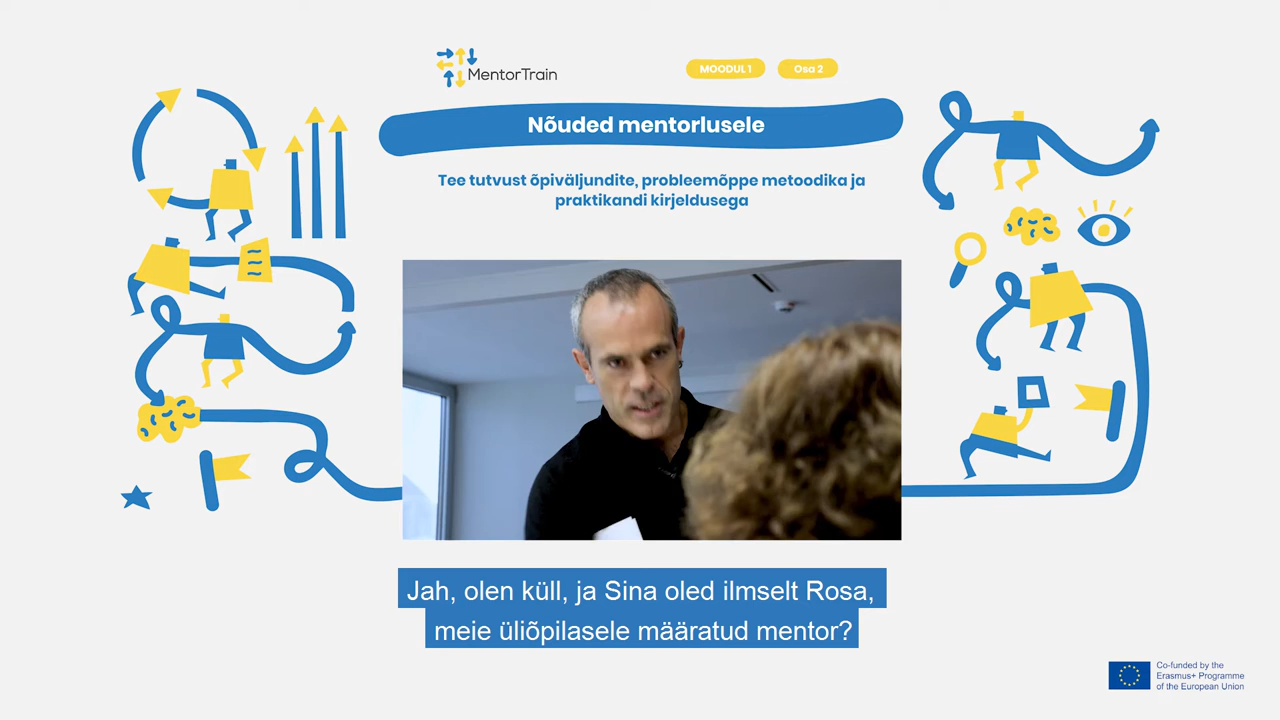 MentorTrain
MOODUL 1
Osa 2
Nõuded mentorlusele
Tee tutvust õpiväljundite, probleemõppe metoodika ja
praktikandi kirjeldusega
Jah, olen küll, ja Sina oled ilmselt Rosa,
meie üliõpilasele määratud mentor?
Co-funded by the
Erasmus+ Programme
of the European Union